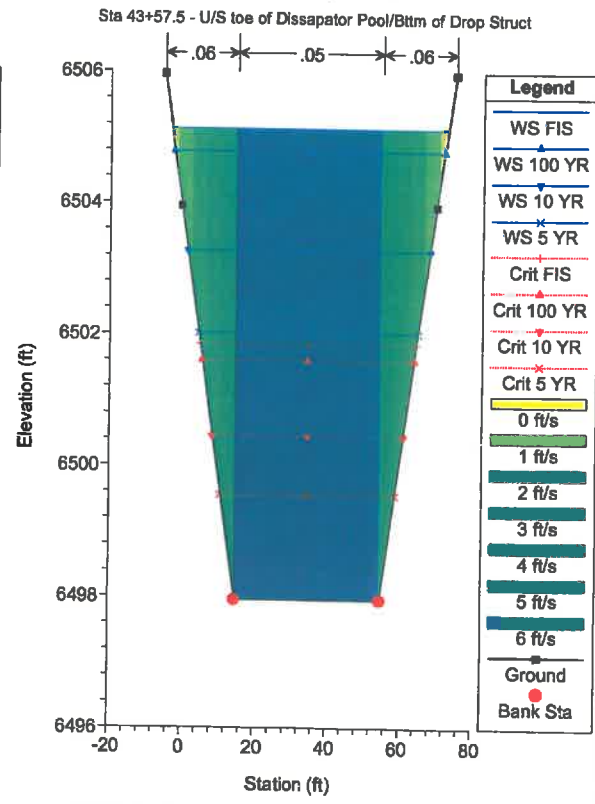 Sta 43+57.5 - U/S toe of Dissapator Pool/Bttm of Drop Struct
.06 .05 .06
6506
6504
6502
6500
6498
6496
Elevation (ft)
-20 0 20 40 60 80
Station (ft)
Legend
WS FIS
WS 100 YR
WS 10 YR
WS 5 YR
Crit FIS
Crit 100 YR
Crit 10 YR
Crit 5 YR
0 ft/s
1 ft/s
2 ft/s
3 ft/s
4 ft/s
5 ft/s
6 ft/s
Ground
Bank Sta